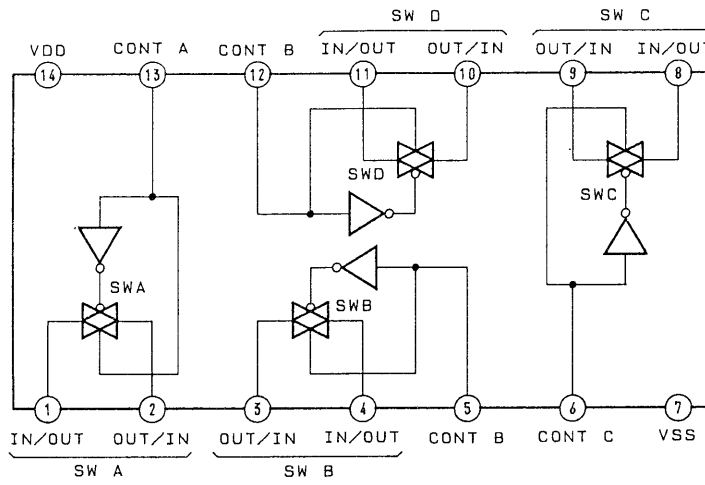 SW D SW C
VDD CONT A CONT B IN/OUT OUT/IN OUT/IN IN/OUT
14 13 12 11 10 9 8
SWD
SWC
SWA
SWB
1 2 3 4 5 6 7
IN/OUT OUT/IN OUT/IN IN/OUT CONT B CONT C VSS
SW A SW B